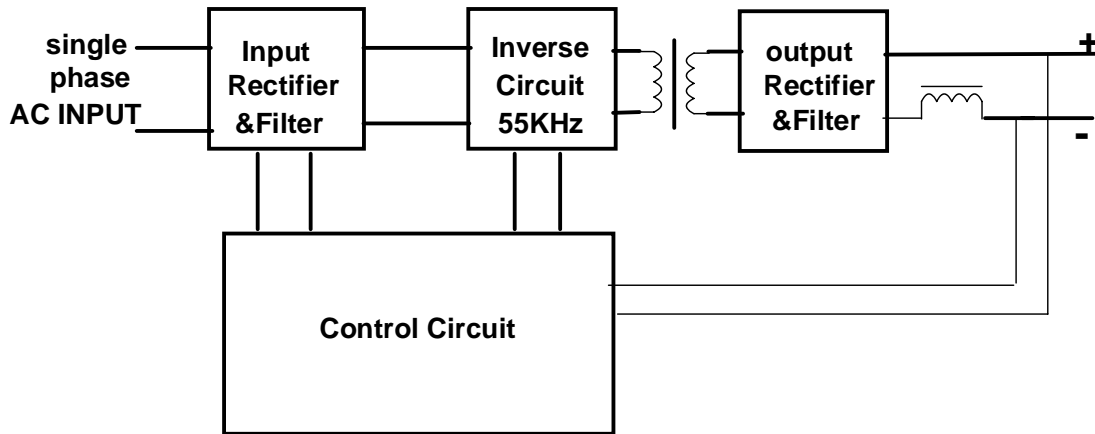 single
phase
AC INPUT
Input
Rectifier
&Filter
Inverse
Circuit
55KHz
output
Rectifier
&Filter
+
-
Control Circuit